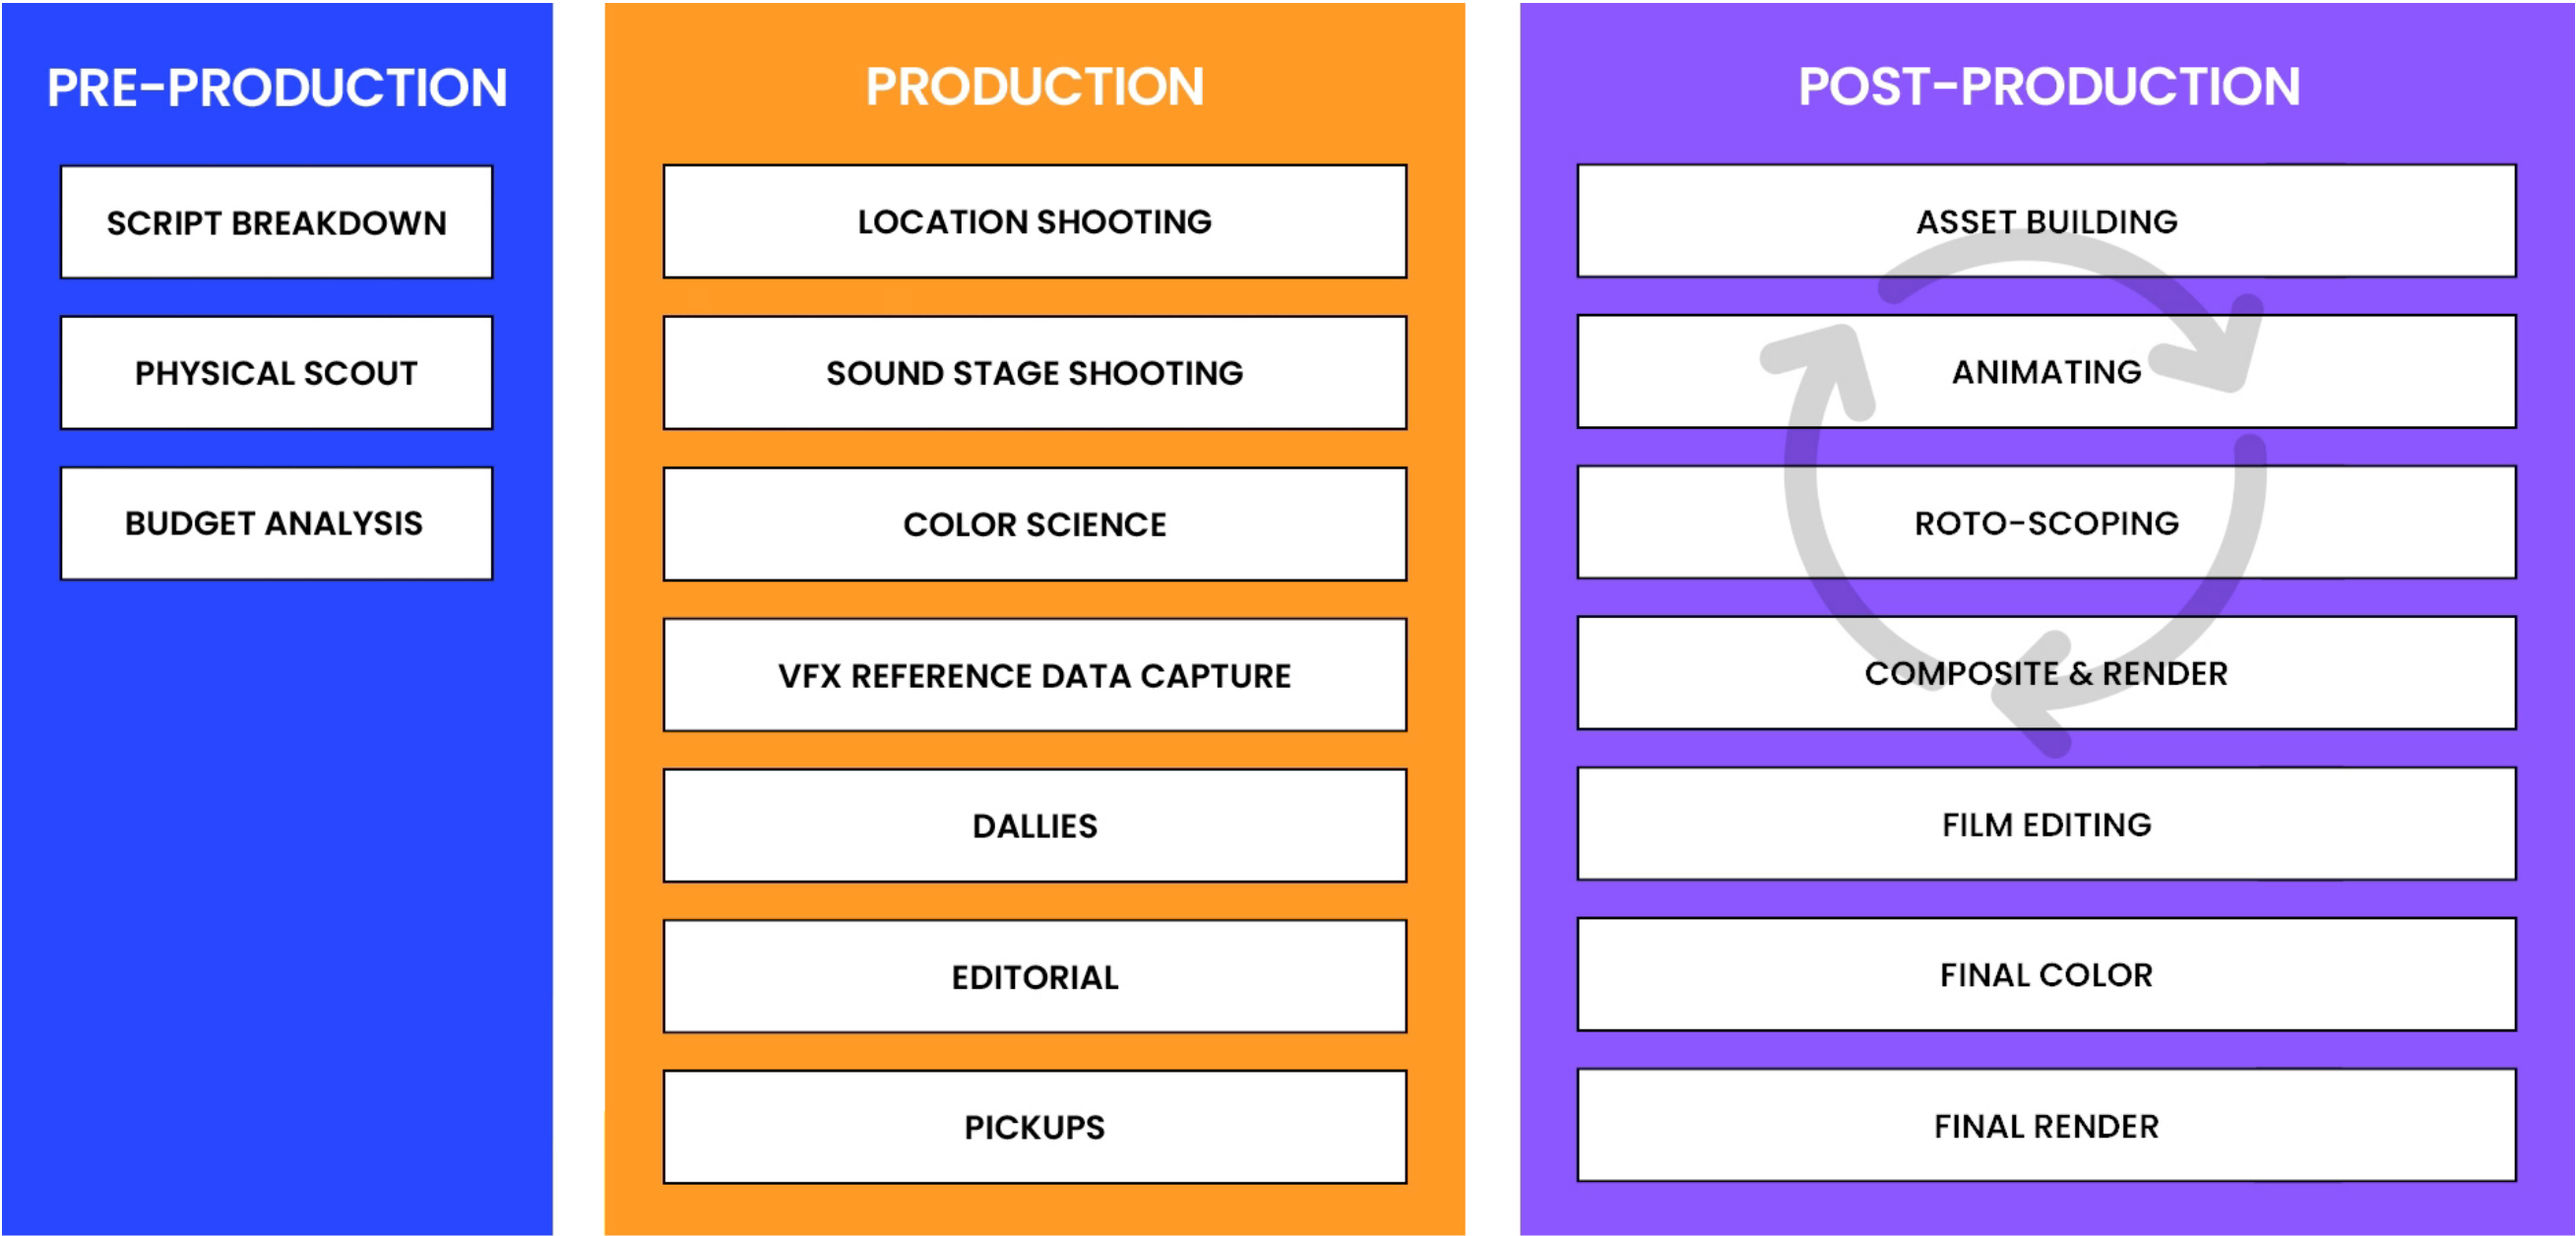 PRE-PRODUCTION
SCRIPT BREAKDOWN
PHYSICAL SCOUT
BUDGET ANALYSIS
PRODUCTION
LOCATION SHOOTING
SOUND STAGE SHOOTING
COLOR SCIENCE
VFX REFERENCE DATA CAPTURE
DALLIES
EDITORIAL
PICKUPS
POST-PRODUCTION
ASSET BUILDING
ANIMATING
ROTO-SCOPING
COMPOSITE & RENDER
FILM EDITING
FINAL COLOR
FINAL RENDER